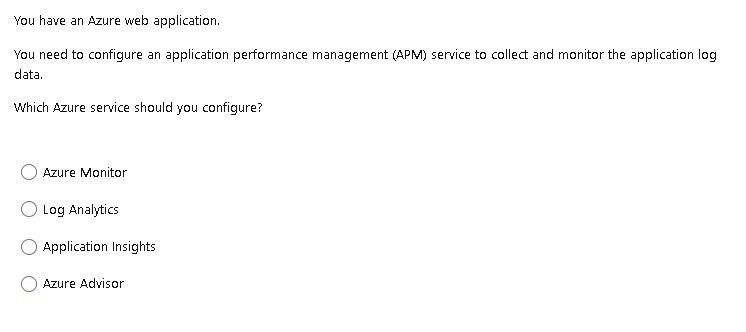 You have an Azure web application.
You need to configure an application performance management (APM) service to collect and monitor the application log
data.
Which Azure service should you configure?
Azure Monitor
Log Analytics
Application Insights
Azure Advisor